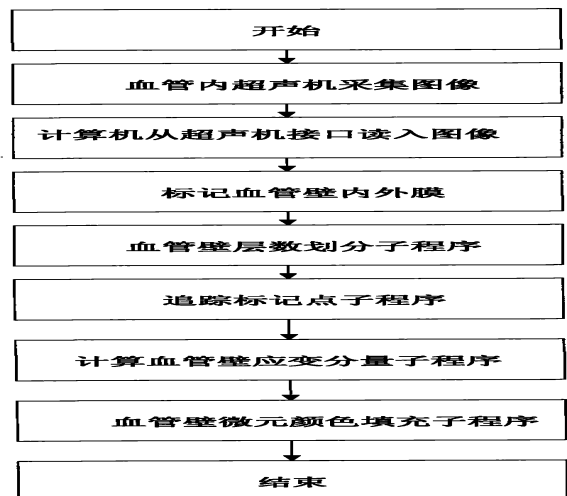 开始
血管内超声机采集图像
计算机从超声机接口读入图像
标记血管壁内外膜
血管壁层数划分子程序
追踪标记点子程序
计算血管壁应变分量子程序
血管壁微元颜色填充子程序
结束